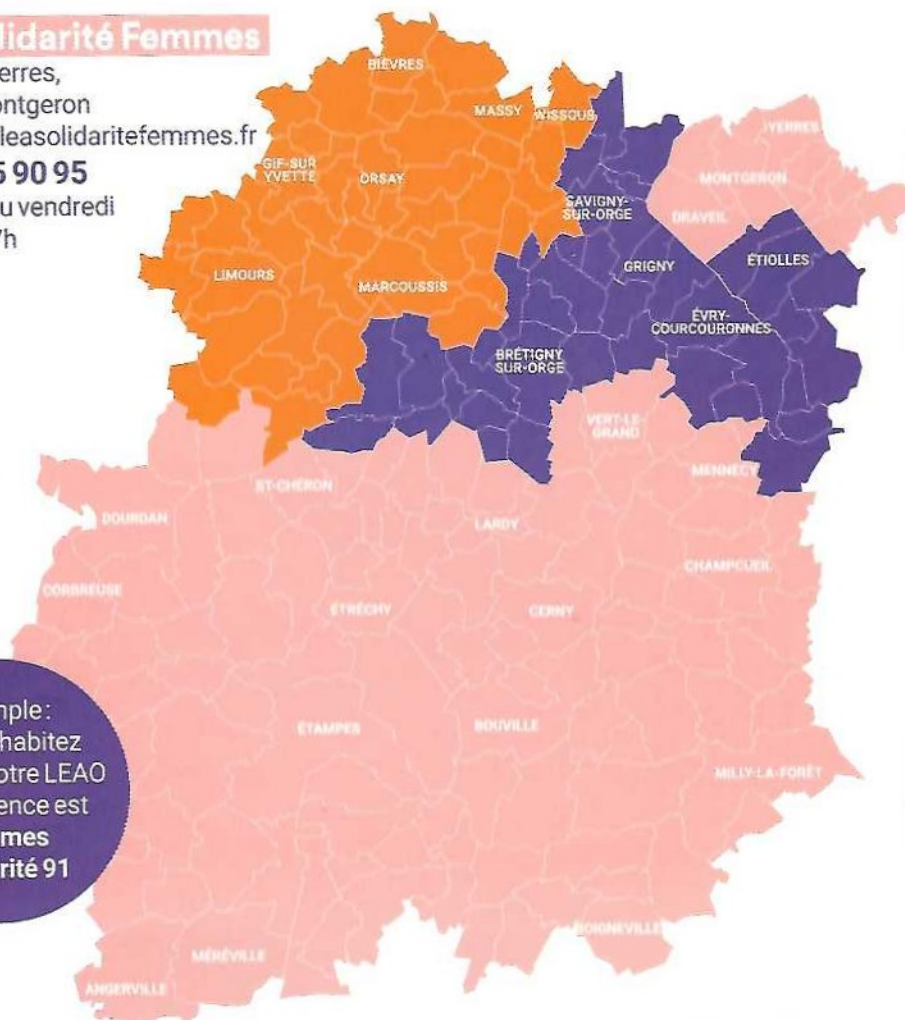 lidarité Femmes
erres,
ontgeron
leasolidaritefemmes.fr
5 90 95
u vendredi
7h
BIÈVRES
MASSY
WISSOUS
YERRES
GIF-SUR
YVETTE
ORSAY
MONTGERON
SAVIGNY-
SUR-ORGE
DRAVEIL
LIMOURS
MARCOUSSIS
GRIGNY
ÉTIOLLES
ÉVRY-
COURCOURONNES
BRÉTIGNY
SUR-ORGE
VERT-LE-
GRAND
MENNECY
ST-CHÉRON
DOURDAN
LARDY
CHAMPCUEIL
CORBREUSE
ÉTRÉCHY
CERNY
ÉTAMPES
BOUVILLE
MILLY-LA-FORÊT
mple :
habitez
otre LEAO
ence est
mes
rité 91
BOIGNEVILLE
MÉRÉVILLE
ANGERVILLE